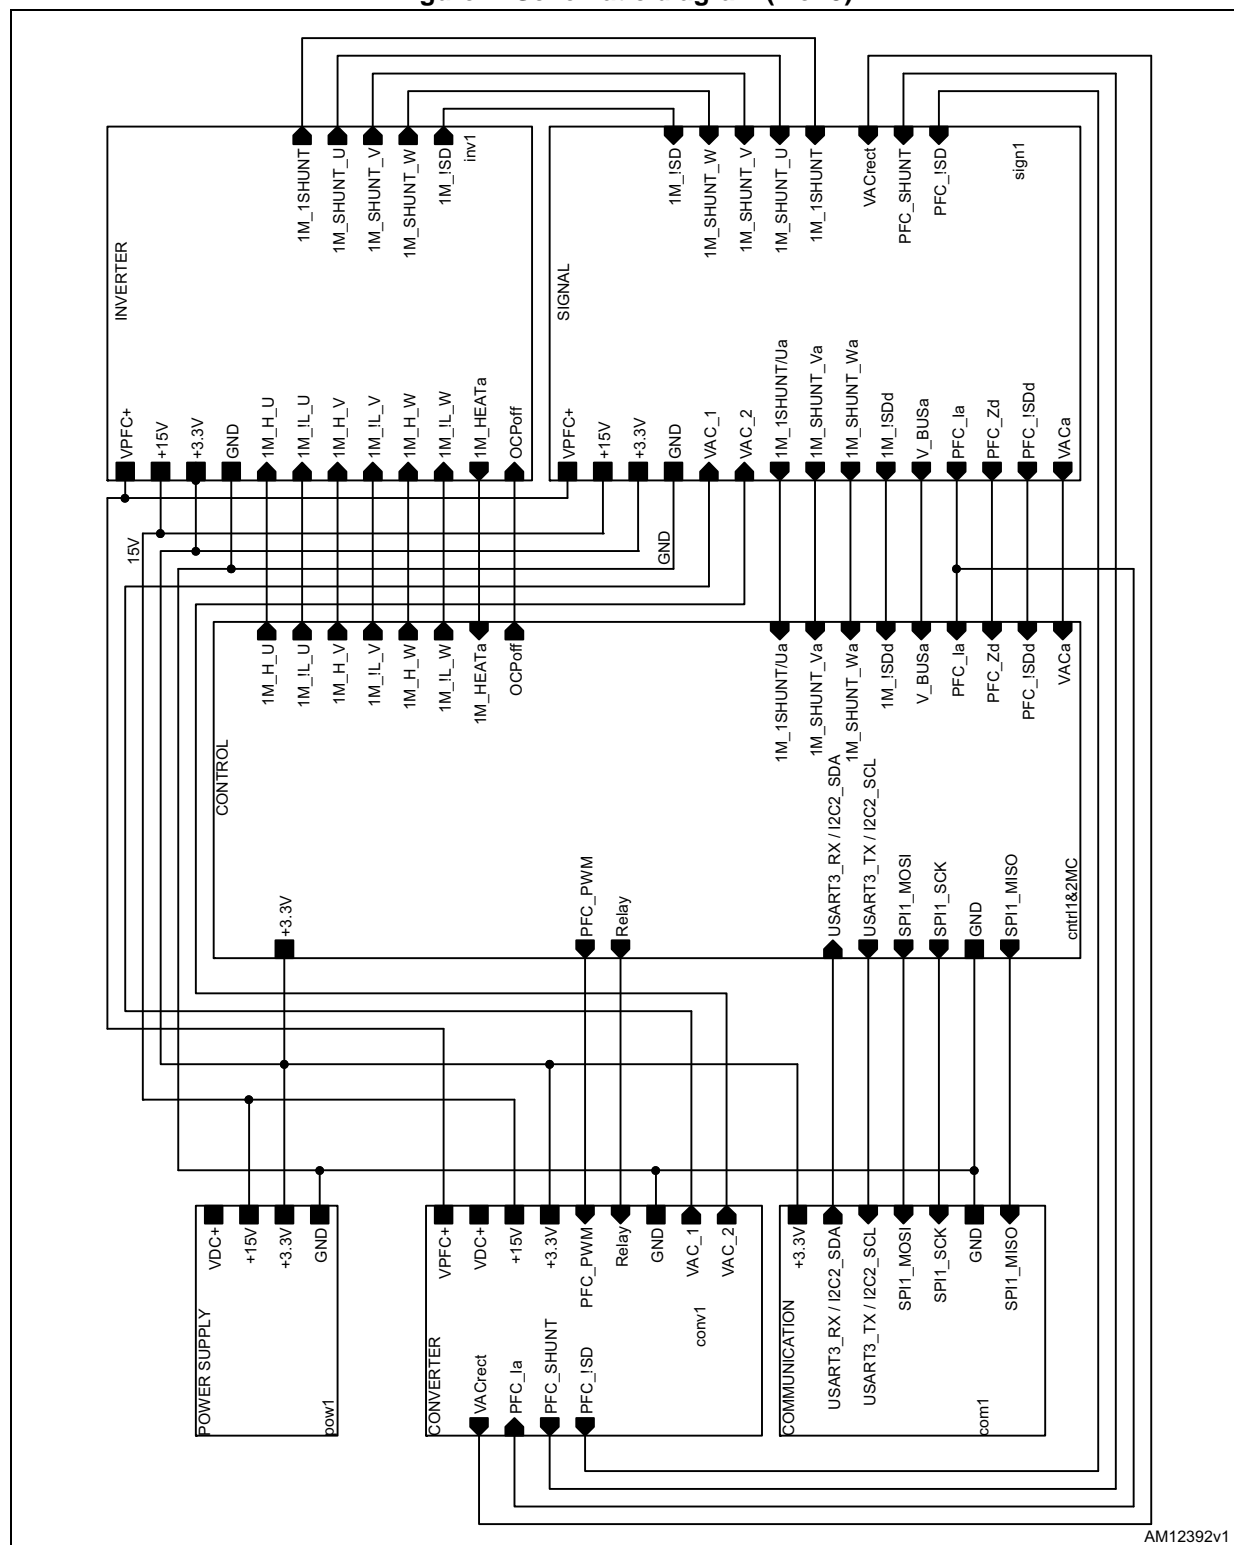 INVERTER
1M_1SHUNT
1M_SHUNT_U
1M_SHUNT_V
1M_SHUNT_W
1M_!SD
inv1
VPFC+
+15V
+3.3V
GND
1M_H_U
1M_!L_U
1M_H_V
1M_!L_V
1M_H_W
1M_!L_W
1M_HEATa
OCPoff
SIGNAL
1M_!SD
1M_SHUNT_W
1M_SHUNT_V
1M_SHUNT_U
1M_1SHUNT
VACrect
PFC_SHUNT
PFC_!SD
sign1
VPFC+
+15V
+3.3V
GND
VAC_1
VAC_2
1M_1SHUNT/Ua
1M_SHUNT_Va
1M_SHUNT_Wa
1M_!SDd
V_BUSa
PFC_Ia
PFC_Zd
PFC_!SDd
VACa
15V
GND
CONTROL
1M_H_U
1M_!L_U
1M_H_V
1M_!L_V
1M_H_W
1M_!L_W
1M_HEATa
OCPoff
1M_1SHUNT/Ua
1M_SHUNT_Va
1M_SHUNT_Wa
1M_!SDd
V_BUSa
PFC_Ia
PFC_Zd
PFC_!SDd
VACa
+3.3V
PFC_PWM
Relay
USART3_RX / I2C2_SDA
USART3_TX / I2C2_SCL
SPI1_MOSI
SPI1_SCK
GND
SPI1_MISO
cntrl1&2MC
POWER SUPPLY
VDC+
+15V
+3.3V
GND
pow1
CONVERTER
VPFC+
VDC+
+15V
+3.3V
PFC_PWM
Relay
GND
VAC_1
VAC_2
VACrect
PFC_Ia
PFC_SHUNT
PFC_!SD
conv1
COMMUNICATION
+3.3V
USART3_RX / I2C2_SDA
USART3_TX / I2C2_SCL
SPI1_MOSI
SPI1_SCK
GND
SPI1_MISO
com1
AM12392v1